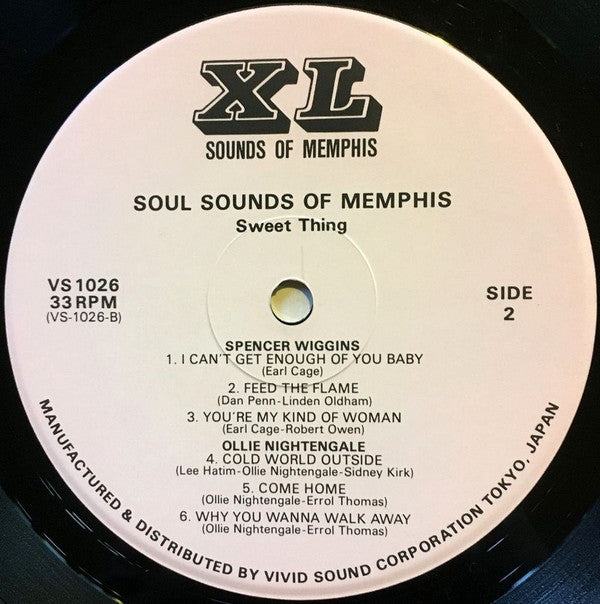 XL
SOUNDS OF MEMPHIS
SOUL SOUNDS OF MEMPHIS
Sweet Thing
VS1026
33RPM
(VS-1026-B)
SIDE
2
SPENCER WIGGINS
1. I CAN'T GET ENOUGH OF YOU BABY
(Earl Cage)
2. FEED THE FLAME
(Dan Penn-Linden Oldham)
3. YOU'RE MY KIND OF WOMAN
(Earl Cage-Robert Owen)
OLLIE NIGHTENGALE
4. COLD WORLD OUTSIDE
(Lee Hatim-Ollie Nightengale-Sidney Kirk)
5. COME HOME
(Ollie Nightengale-Errol Thomas)
6. WHY YOU WANNA WALK AWAY
(Ollie Nightengale-Errol Thomas)
MANUFACTURED & DISTRIBUTED BY VIVID SOUND CORPORATION TOKYO, JAPAN